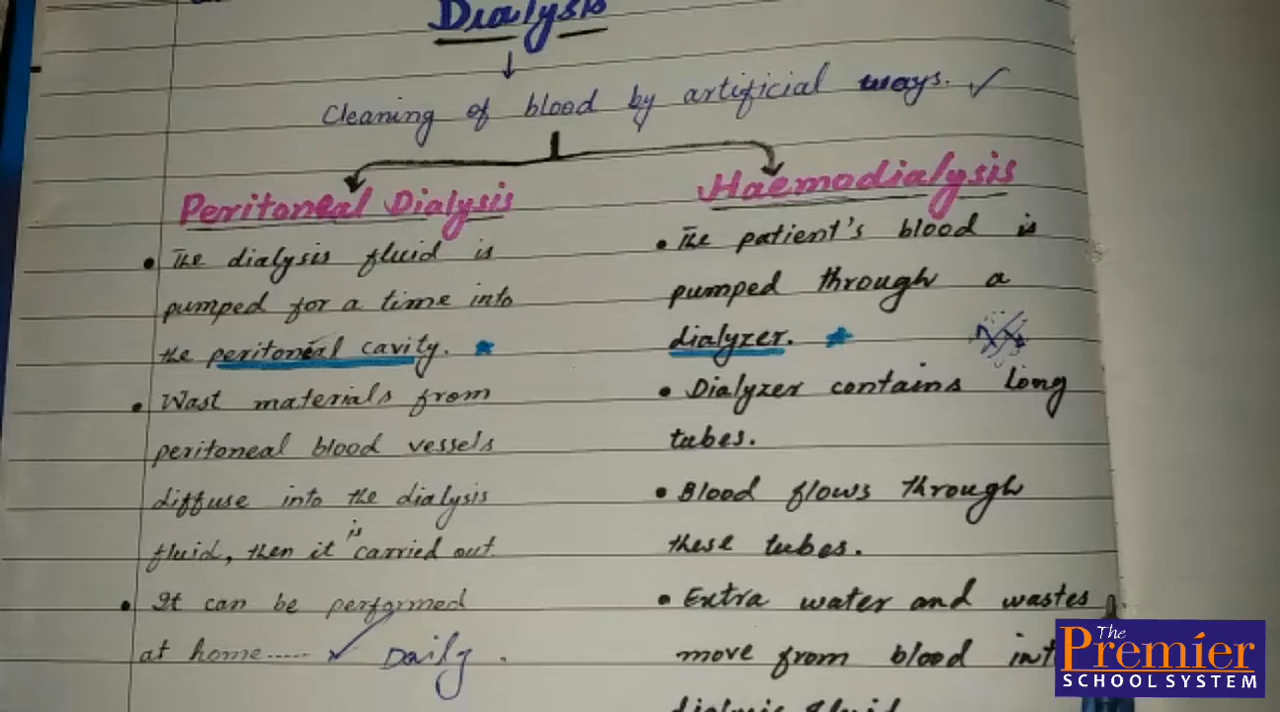 Dialysis
Cleaning of blood by artificial ways.
Peritoneal Dialysis
• The dialysis fluid is
pumped for a time into
the peritoneal cavity.
• Wast materials from
peritoneal blood vessels
diffuse into the dialysis
fluid, then it is carried out.
• It can be performed
at home..... Daily.
Haemodialysis
• The patient's blood is
pumped through a
dialyzer.
• Dialyzer contains long
tubes.
• Blood flows through
these tubes.
• Extra water and wastes
move from blood int
dialysis fluid
The
Premier
SCHOOL SYSTEM